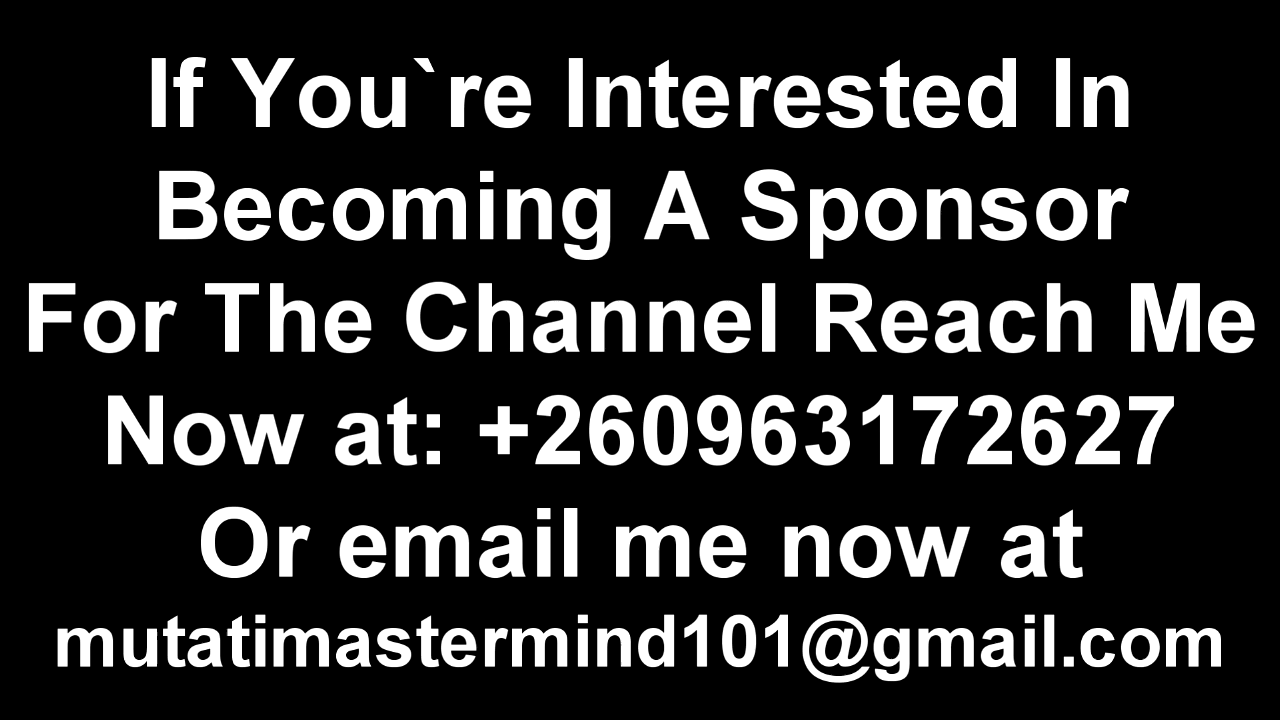 If You`re Interested In
Becoming A Sponsor
For The Channel Reach Me
Now at: +260963172627
Or email me now at
mutatimastermind101@gmail.com